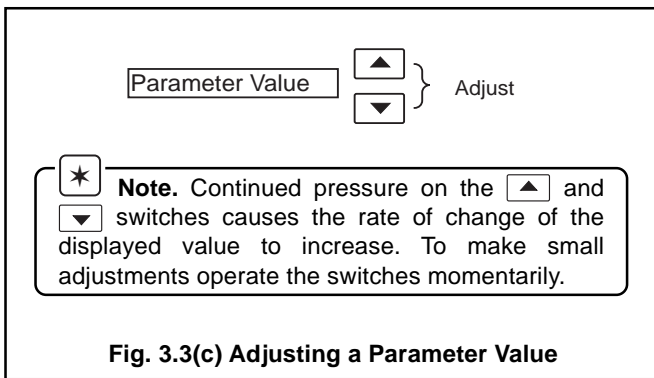 Parameter Value
Adjust
Note. Continued pressure on the ▲ and
▼ switches causes the rate of change of the
displayed value to increase. To make small
adjustments operate the switches momentarily.
Fig. 3.3(c) Adjusting a Parameter Value